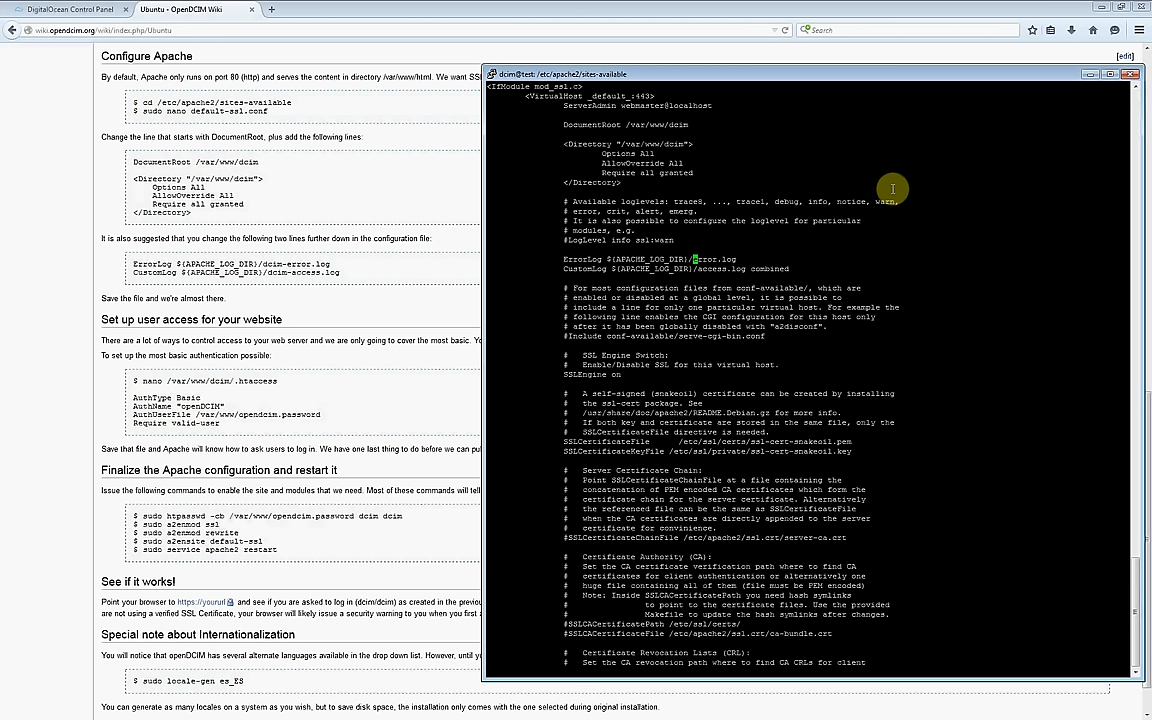 DigitalOcean Control Panel
Ubuntu - OpenDCIM Wiki
wiki.opendcim.org/wiki/index.php/Ubuntu
Search
Configure Apache
[edit]
By default, Apache only runs on port 80 (http) and serves the content in directory /var/www/html. We want SS
$ cd /etc/apache2/sites-available
$ sudo nano default-ssl.conf
Change the line that starts with DocumentRoot, plus add the following lines:
DocumentRoot /var/www/dcim
<Directory "/var/www/dcim">
Options All
AllowOverride All
Require all granted
</Directory>
It is also suggested that you change the following two lines further down in the configuration file:
ErrorLog ${APACHE_LOG_DIR}/dcim-error.log
CustomLog ${APACHE_LOG_DIR}/dcim-access.log
Save the file and we're almost there.
Set up user access for your website
There are a lot of ways to control access to your web server and we are only going to cover the most basic. Y
To set up the most basic authentication possible:
$ nano /var/www/dcim/.htaccess
AuthType Basic
AuthName "openDCIM"
AuthUserFile /var/www/opendcim.password
Require valid-user
Save that file and Apache will know how to ask users to log in. We have one last thing to do before we can pu
Finalize the Apache configuration and restart it
Issue the following commands to enable the site and modules that we need. Most of these commands will tell
$ sudo htpasswd -cb /var/www/opendcim.password dcim dcim
$ sudo a2enmod ssl
$ sudo a2enmod rewrite
$ sudo a2ensite default-ssl
$ sudo service apache2 restart
See if it works!
Point your browser to https://yoururl and see if you are asked to log in (dcim/dcim) as created in the previou
are not using a verified SSL Certificate, your browser will likely issue a security warning to you when you first a
Special note about Internationalization
You will notice that openDCIM has several alternate languages available in the drop down list. However, until y
$ sudo locale-gen es_ES
You can generate as many locales on a system as you wish, but to save disk space, the installation only comes with the one selected during original installation.
dcim@test: /etc/apache2/sites-available
<IfModule mod_ssl.c>
<VirtualHost _default_:443>
ServerAdmin webmaster@localhost
DocumentRoot /var/www/dcim
<Directory "/var/www/dcim">
Options All
AllowOverride All
Require all granted
</Directory>
# Available loglevels: trace8, ..., trace1, debug, info, notice, warn,
# error, crit, alert, emerg.
# It is also possible to configure the loglevel for particular
# modules, e.g.
#LogLevel info ssl:warn
ErrorLog ${APACHE_LOG_DIR}/error.log
CustomLog ${APACHE_LOG_DIR}/access.log combined
# For most configuration files from conf-available/, which are
# enabled or disabled at a global level, it is possible to
# include a line for only one particular virtual host. For example the
# following line enables the CGI configuration for this host only
# after it has been globally disabled with "a2disconf".
#Include conf-available/serve-cgi-bin.conf
# SSL Engine Switch:
# Enable/Disable SSL for this virtual host.
SSLEngine on
# A self-signed (snakeoil) certificate can be created by installing
# the ssl-cert package. See
# /usr/share/doc/apache2/README.Debian.gz for more info.
# If both key and certificate are stored in the same file, only the
# SSLCertificateFile directive is needed.
SSLCertificateFile /etc/ssl/certs/ssl-cert-snakeoil.pem
SSLCertificateKeyFile /etc/ssl/private/ssl-cert-snakeoil.key
# Server Certificate Chain:
# Point SSLCertificateChainFile at a file containing the
# concatenation of PEM encoded CA certificates which form the
# certificate chain for the server certificate. Alternatively
# the referenced file can be the same as SSLCertificateFile
# when the CA certificates are directly appended to the server
# certificate for convinience.
#SSLCertificateChainFile /etc/apache2/ssl.crt/server-ca.crt
# Certificate Authority (CA):
# Set the CA certificate verification path where to find CA
# certificates for client authentication or alternatively one
# huge file containing all of them (file must be PEM encoded)
# Note: Inside SSLCACertificatePath you need hash symlinks
# to point to the certificate files. Use the provided
# Makefile to update the hash symlinks after changes.
#SSLCACertificatePath /etc/ssl/certs/
#SSLCACertificateFile /etc/apache2/ssl.crt/ca-bundle.crt
# Certificate Revocation Lists (CRL):
# Set the CA revocation path where to find CA CRLs for client